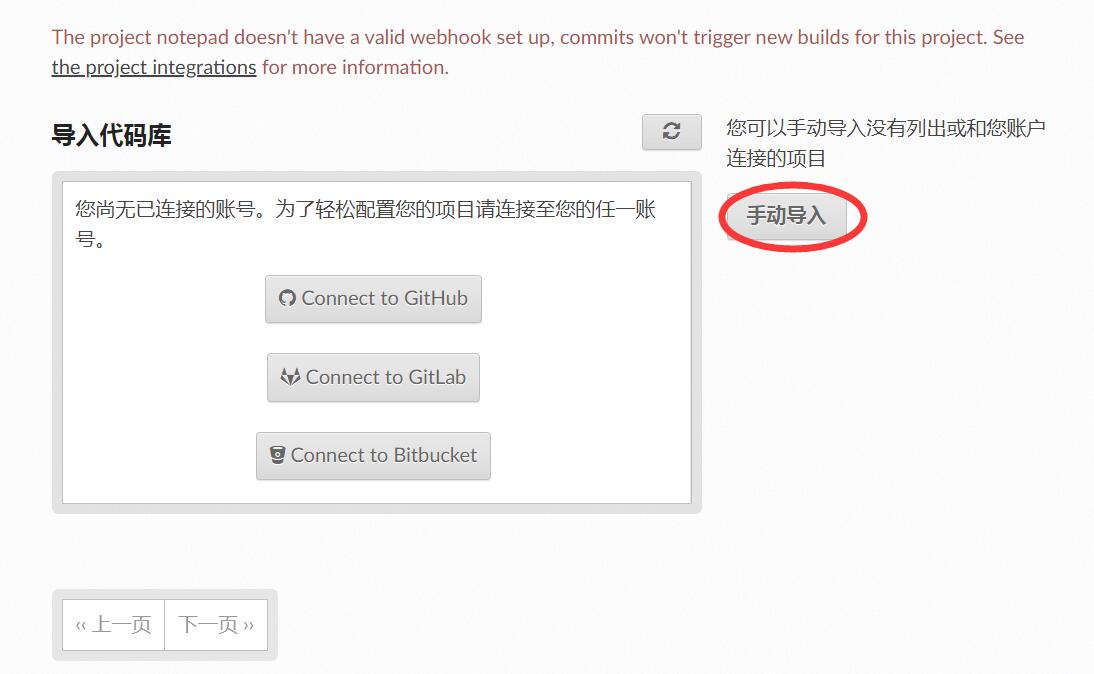 The project notepad doesn't have a valid webhook set up, commits won't trigger new builds for this project. See
the project integrations for more information.
导入代码库
您尚无已连接的账号。为了轻松配置您的项目请连接至您的任一账
号。
Connect to GitHub
Connect to GitLab
Connect to Bitbucket
您可以手动导入没有列出或和您账户
连接的项目
手动导入
‹‹ 上一页
下一页 ››